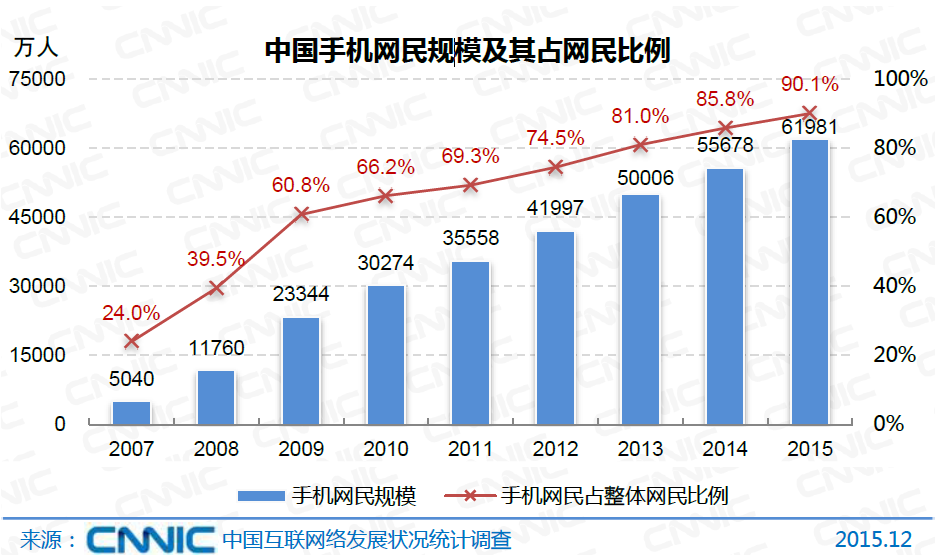 万人
中国手机网民规模及其占网民比例
75000 100%
60000 80%
45000 60%
30000 40%
15000 20%
0 0%
24.0% 39.5% 60.8% 66.2% 69.3% 74.5% 81.0% 85.8% 90.1%
5040 11760 23344 30274 35558 41997 50006 55678 61981
2007 2008 2009 2010 2011 2012 2013 2014 2015
手机网民规模 手机网民占整体网民比例
来源：CNNIC 中国互联网络发展状况统计调查 2015.12